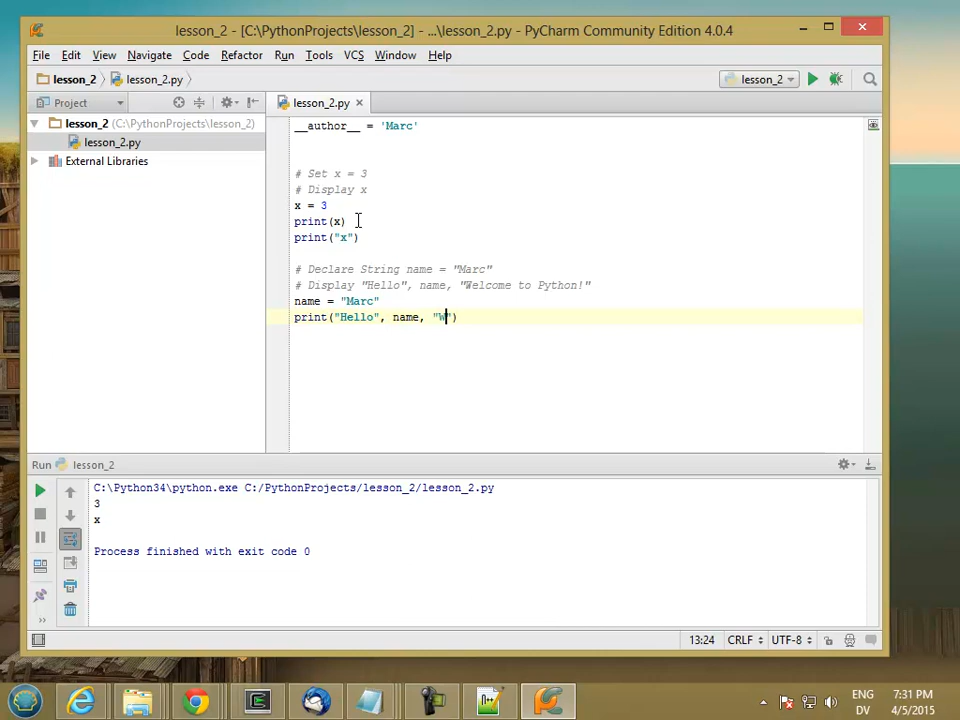 lesson_2 - [C:\PythonProjects\lesson_2] - ...\lesson_2.py - PyCharm Community Edition 4.0.4
File Edit View Navigate Code Refactor Run Tools VCS Window Help
lesson_2 lesson_2.py lesson_2
Project lesson_2.py
lesson_2 (C:\PythonProjects\lesson_2)
lesson_2.py
External Libraries
__author__ = 'Marc'
# Set x = 3
# Display x
x = 3
print(x)
print("x")
# Declare String name = "Marc"
# Display "Hello", name, "Welcome to Python!"
name = "Marc"
print("Hello", name, "W")
Run lesson_2
C:\Python34\python.exe C:/PythonProjects/lesson_2/lesson_2.py
3
x
Process finished with exit code 0
13:24 CRLF UTF-8
ENG 7:31 PM
DV 4/5/2015